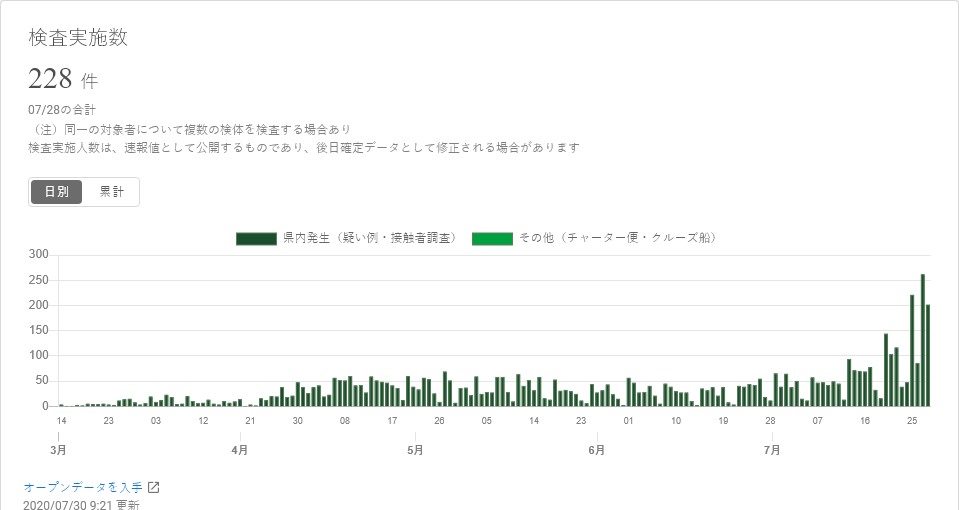 検査実施数
228 件
07/28の合計
（注）同一の対象者について複数の検体を検査する場合あり
検査実施人数は、速報値として公開するものであり、後日確定データとして修正される場合があります
日別 累計
県内発生（疑い例・接触者調査） その他（チャーター便・クルーズ船）
300
250
200
150
100
50
0
14 23 03 12 21 30 08 17 26 05 14 23 01 10 19 28 07 16 25
3月 4月 5月 6月 7月
オープンデータを入手
2020/07/30 9:21 更新